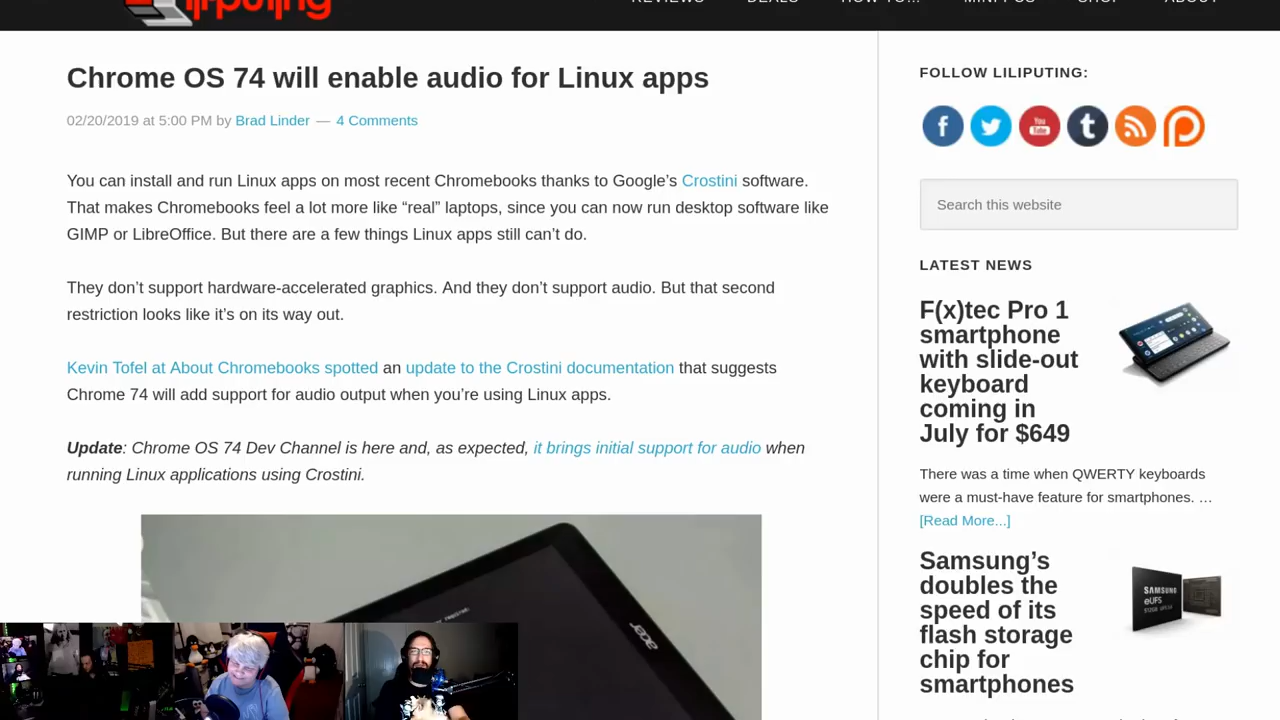 Liliputing
REVIEWS DEALS HOW TO... MINI PCS SHOP ABOUT
Chrome OS 74 will enable audio for Linux apps
02/20/2019 at 5:00 PM by Brad Linder — 4 Comments
You can install and run Linux apps on most recent Chromebooks thanks to Google’s Crostini software.
That makes Chromebooks feel a lot more like “real” laptops, since you can now run desktop software like
GIMP or LibreOffice. But there are a few things Linux apps still can’t do.
They don’t support hardware-accelerated graphics. And they don’t support audio. But that second
restriction looks like it’s on its way out.
Kevin Tofel at About Chromebooks spotted an update to the Crostini documentation that suggests
Chrome 74 will add support for audio output when you’re using Linux apps.
Update: Chrome OS 74 Dev Channel is here and, as expected, it brings initial support for audio when
running Linux applications using Crostini.
acer
FOLLOW LILIPUTING:
You
Tube
Search this website
LATEST NEWS
F(x)tec Pro 1
smartphone
with slide-out
keyboard
coming in
July for $649
There was a time when QWERTY keyboards
were a must-have feature for smartphones. …
[Read More...]
Samsung’s
doubles the
speed of its
flash storage
chip for
smartphones
SAMSUNG
eUFS